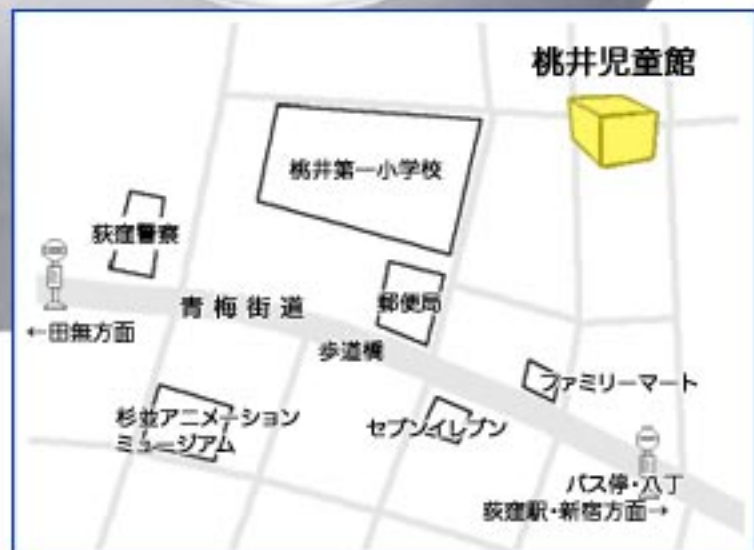 桃井児童館
桃井第一小学校
荻窪警察
青梅街道
郵便局
←田無方面
歩道橋
ファミリーマート
杉並アニメーション
ミュージアム
セブンイレブン
バス停・八丁
荻窪駅・新宿方面→